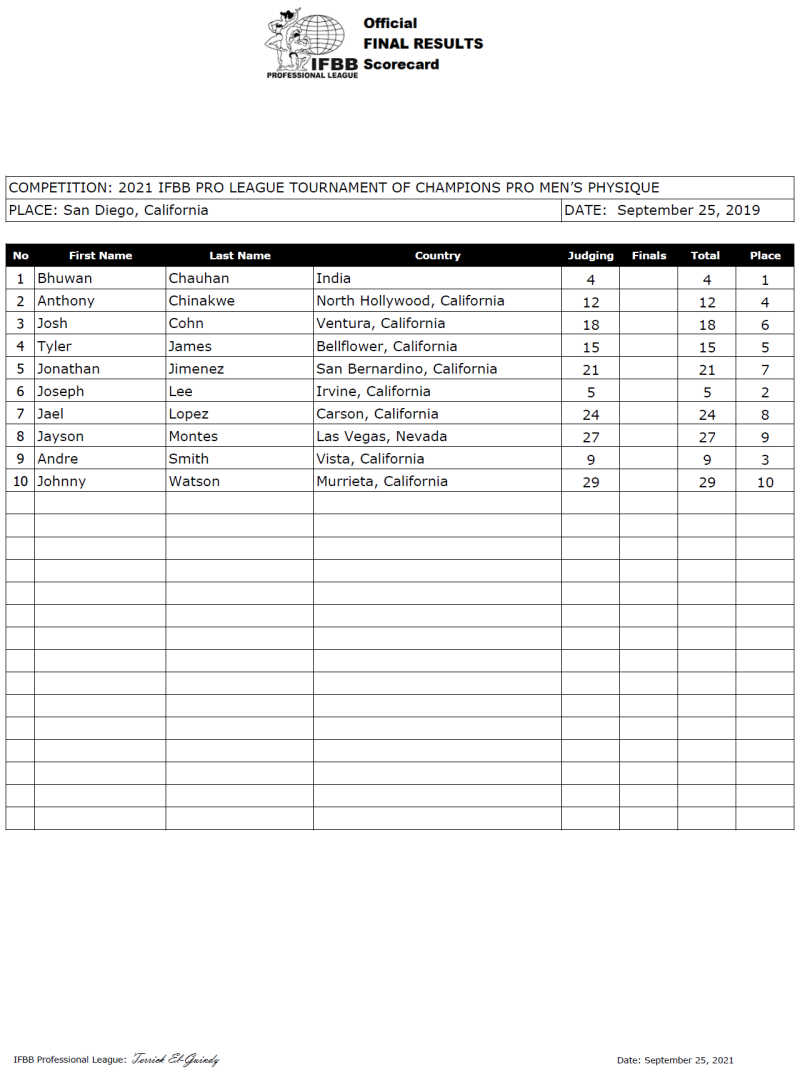 Official
FINAL RESULTS
IFBB Scorecard
PROFESSIONAL LEAGUE
COMPETITION: 2021 IFBB PRO LEAGUE TOURNAMENT OF CHAMPIONS PRO MEN’S PHYSIQUE
PLACE: San Diego, California DATE: September 25, 2019
No First Name Last Name Country Judging Finals Total Place
1 Bhuwan Chauhan India 4 4 1
2 Anthony Chinakwe North Hollywood, California 12 12 4
3 Josh Cohn Ventura, California 18 18 6
4 Tyler James Bellflower, California 15 15 5
5 Jonathan Jimenez San Bernardino, California 21 21 7
6 Joseph Lee Irvine, California 5 5 2
7 Jael Lopez Carson, California 24 24 8
8 Jayson Montes Las Vegas, Nevada 27 27 9
9 Andre Smith Vista, California 9 9 3
10 Johnny Watson Murrieta, California 29 29 10
IFBB Professional League: Terrick El-Guindy Date: September 25, 2021